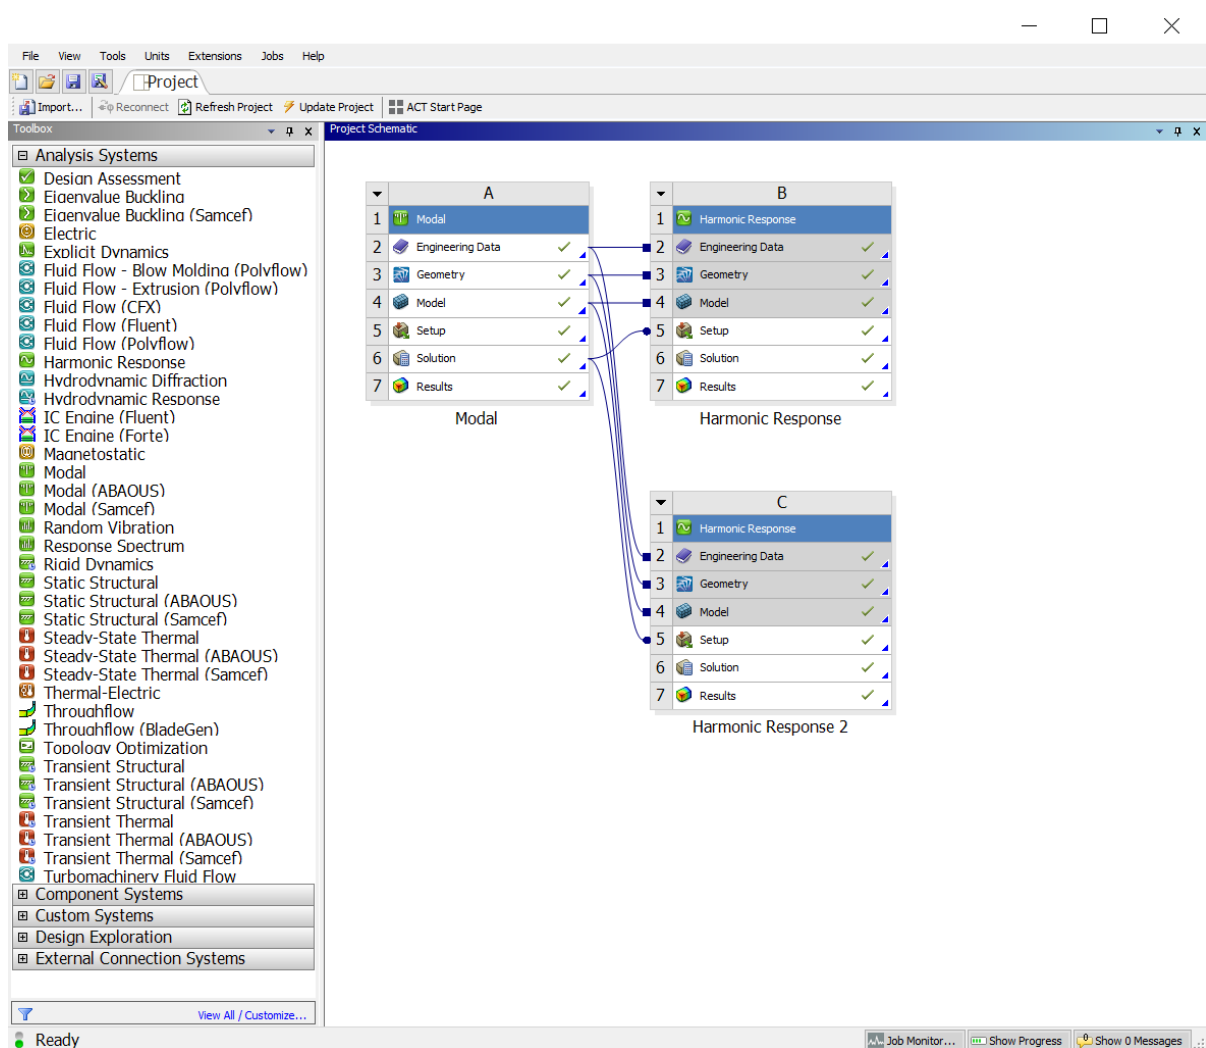 File View Tools Units Extensions Jobs Help
Project
Import... Reconnect Refresh Project Update Project ACT Start Page
Toolbox
Project Schematic
Analysis Systems
Design Assessment
Eigenvalue Buckling
Eigenvalue Buckling (Samcef)
Electric
Explicit Dynamics
Fluid Flow - Blow Molding (Polyflow)
Fluid Flow - Extrusion (Polyflow)
Fluid Flow (CFX)
Fluid Flow (Fluent)
Fluid Flow (Polyflow)
Harmonic Response
Hydrodynamic Diffraction
Hydrodynamic Response
IC Engine (Fluent)
IC Engine (Forte)
Magnetostatic
Modal
Modal (ABAQUS)
Modal (Samcef)
Random Vibration
Response Spectrum
Rigid Dynamics
Static Structural
Static Structural (ABAQUS)
Static Structural (Samcef)
Steady-State Thermal
Steady-State Thermal (ABAQUS)
Steady-State Thermal (Samcef)
Thermal-Electric
Throughflow
Throughflow (BladeGen)
Topology Optimization
Transient Structural
Transient Structural (ABAQUS)
Transient Structural (Samcef)
Transient Thermal
Transient Thermal (ABAQUS)
Transient Thermal (Samcef)
Turbomachinery Fluid Flow
Component Systems
Custom Systems
Design Exploration
External Connection Systems
View All / Customize...
A
1 Modal
2 Engineering Data
3 Geometry
4 Model
5 Setup
6 Solution
7 Results
Modal
B
1 Harmonic Response
2 Engineering Data
3 Geometry
4 Model
5 Setup
6 Solution
7 Results
Harmonic Response
C
1 Harmonic Response
2 Engineering Data
3 Geometry
4 Model
5 Setup
6 Solution
7 Results
Harmonic Response 2
Ready
Job Monitor... Show Progress Show 0 Messages